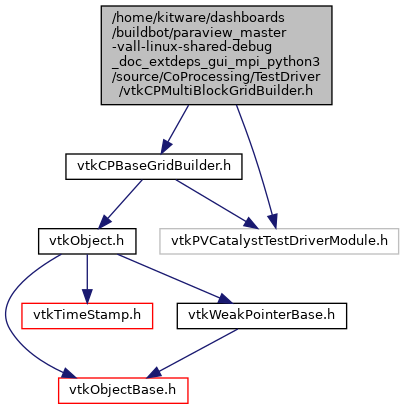 /home/kitware/dashboards
/buildbot/paraview_master
-vall-linux-shared-debug
_doc_extdeps_gui_mpi_python3
/source/CoProcessing/TestDriver
/vtkCPMultiBlockGridBuilder.h
vtkCPBaseGridBuilder.h
vtkObject.h
vtkPVCatalystTestDriverModule.h
vtkTimeStamp.h
vtkWeakPointerBase.h
vtkObjectBase.h